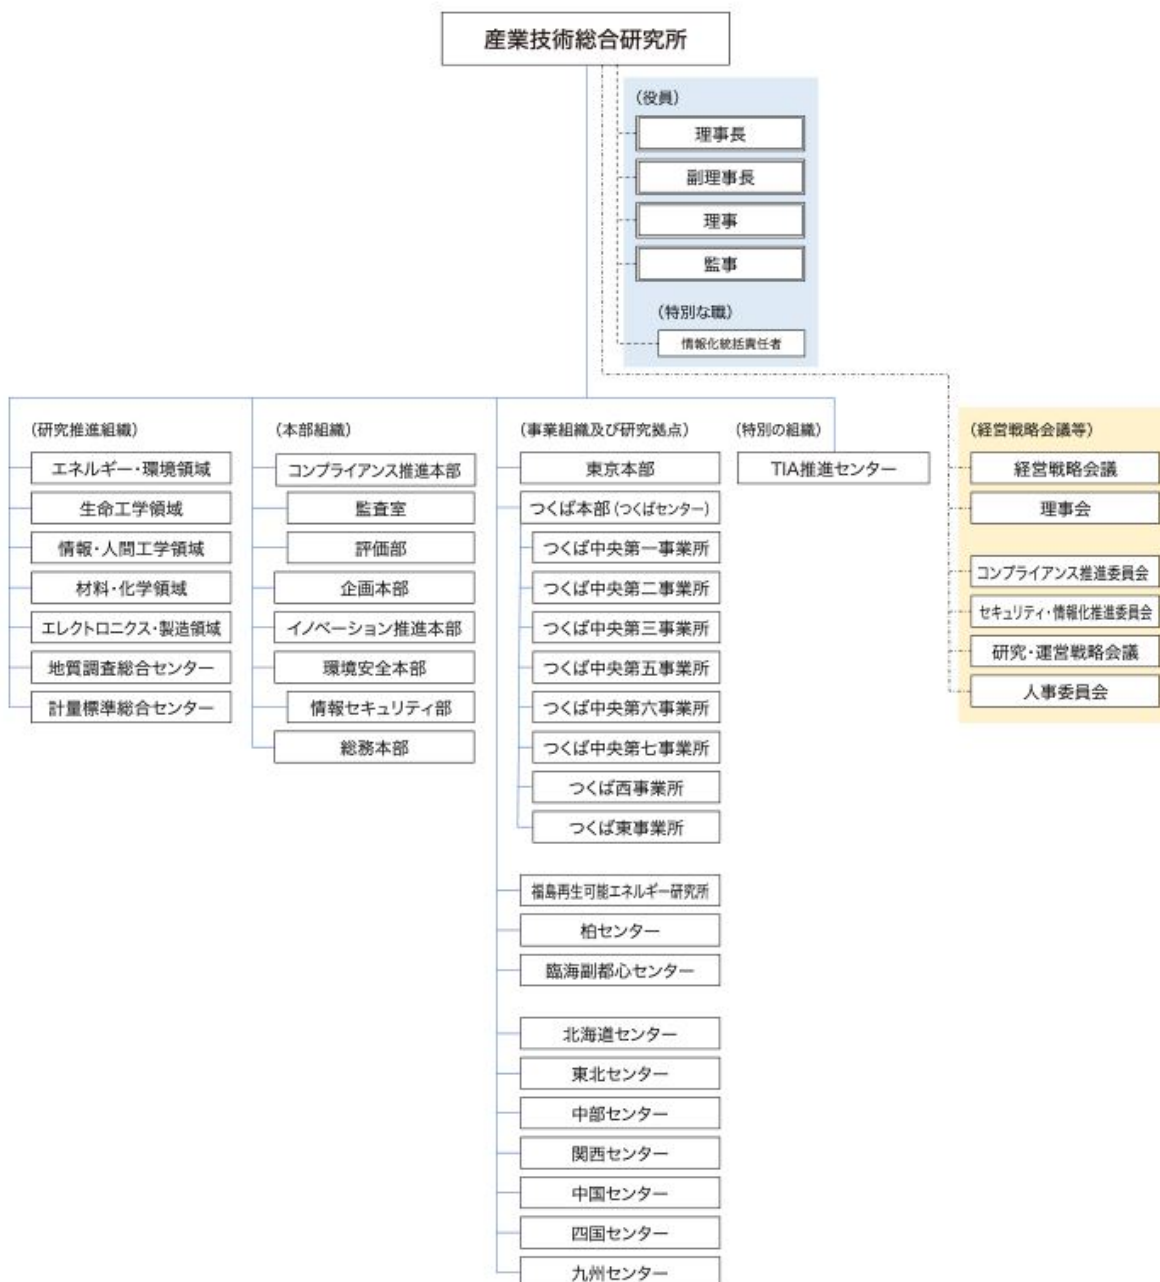 産業技術総合研究所
(役員)
理事長
副理事長
理事
監事
(特別な職)
情報化統括責任者
(研究推進組織)
エネルギー・環境領域
生命工学領域
情報・人間工学領域
材料・化学領域
エレクトロニクス・製造領域
地質調査総合センター
計量標準総合センター
(本部組織)
コンプライアンス推進本部
監査室
評価部
企画本部
イノベーション推進本部
環境安全本部
情報セキュリティ部
総務本部
(事業組織及び研究拠点)
東京本部
つくば本部(つくばセンター)
つくば中央第一事業所
つくば中央第二事業所
つくば中央第三事業所
つくば中央第五事業所
つくば中央第六事業所
つくば中央第七事業所
つくば西事業所
つくば東事業所
福島再生可能エネルギー研究所
柏センター
臨海副都心センター
北海道センター
東北センター
中部センター
関西センター
中国センター
四国センター
九州センター
(特別の組織)
TIA推進センター
(経営戦略会議等)
経営戦略会議
理事会
コンプライアンス推進委員会
セキュリティ・情報化推進委員会
研究・運営戦略会議
人事委員会